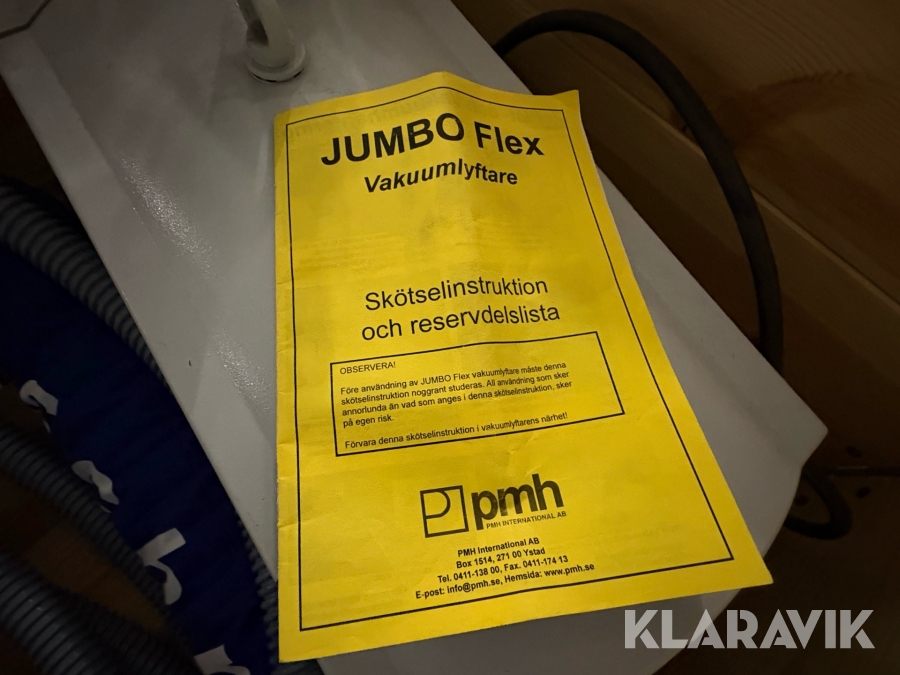 JUMBO Flex
Vakuumlyftare
Skötselinstruktion
och reservdelslista
OBSERVERA!
Före användning av JUMBO Flex vakuumlyftare måste denna
skötselinstruktion noggrant studeras. All användning som sker
annorlunda än vad som anges i denna skötselinstruktion, sker
på egen risk.
Förvara denna skötselinstruktion i vakuumlyftarens närhet!
pmh
PMH INTERNATIONAL AB
PMH International AB
Box 1514, 271 00 Ystad
Tel. 0411-138 00, Fax. 0411-174 13
E-post: info@pmh.se, Hemsida: www.pmh.se
KLARAVIK